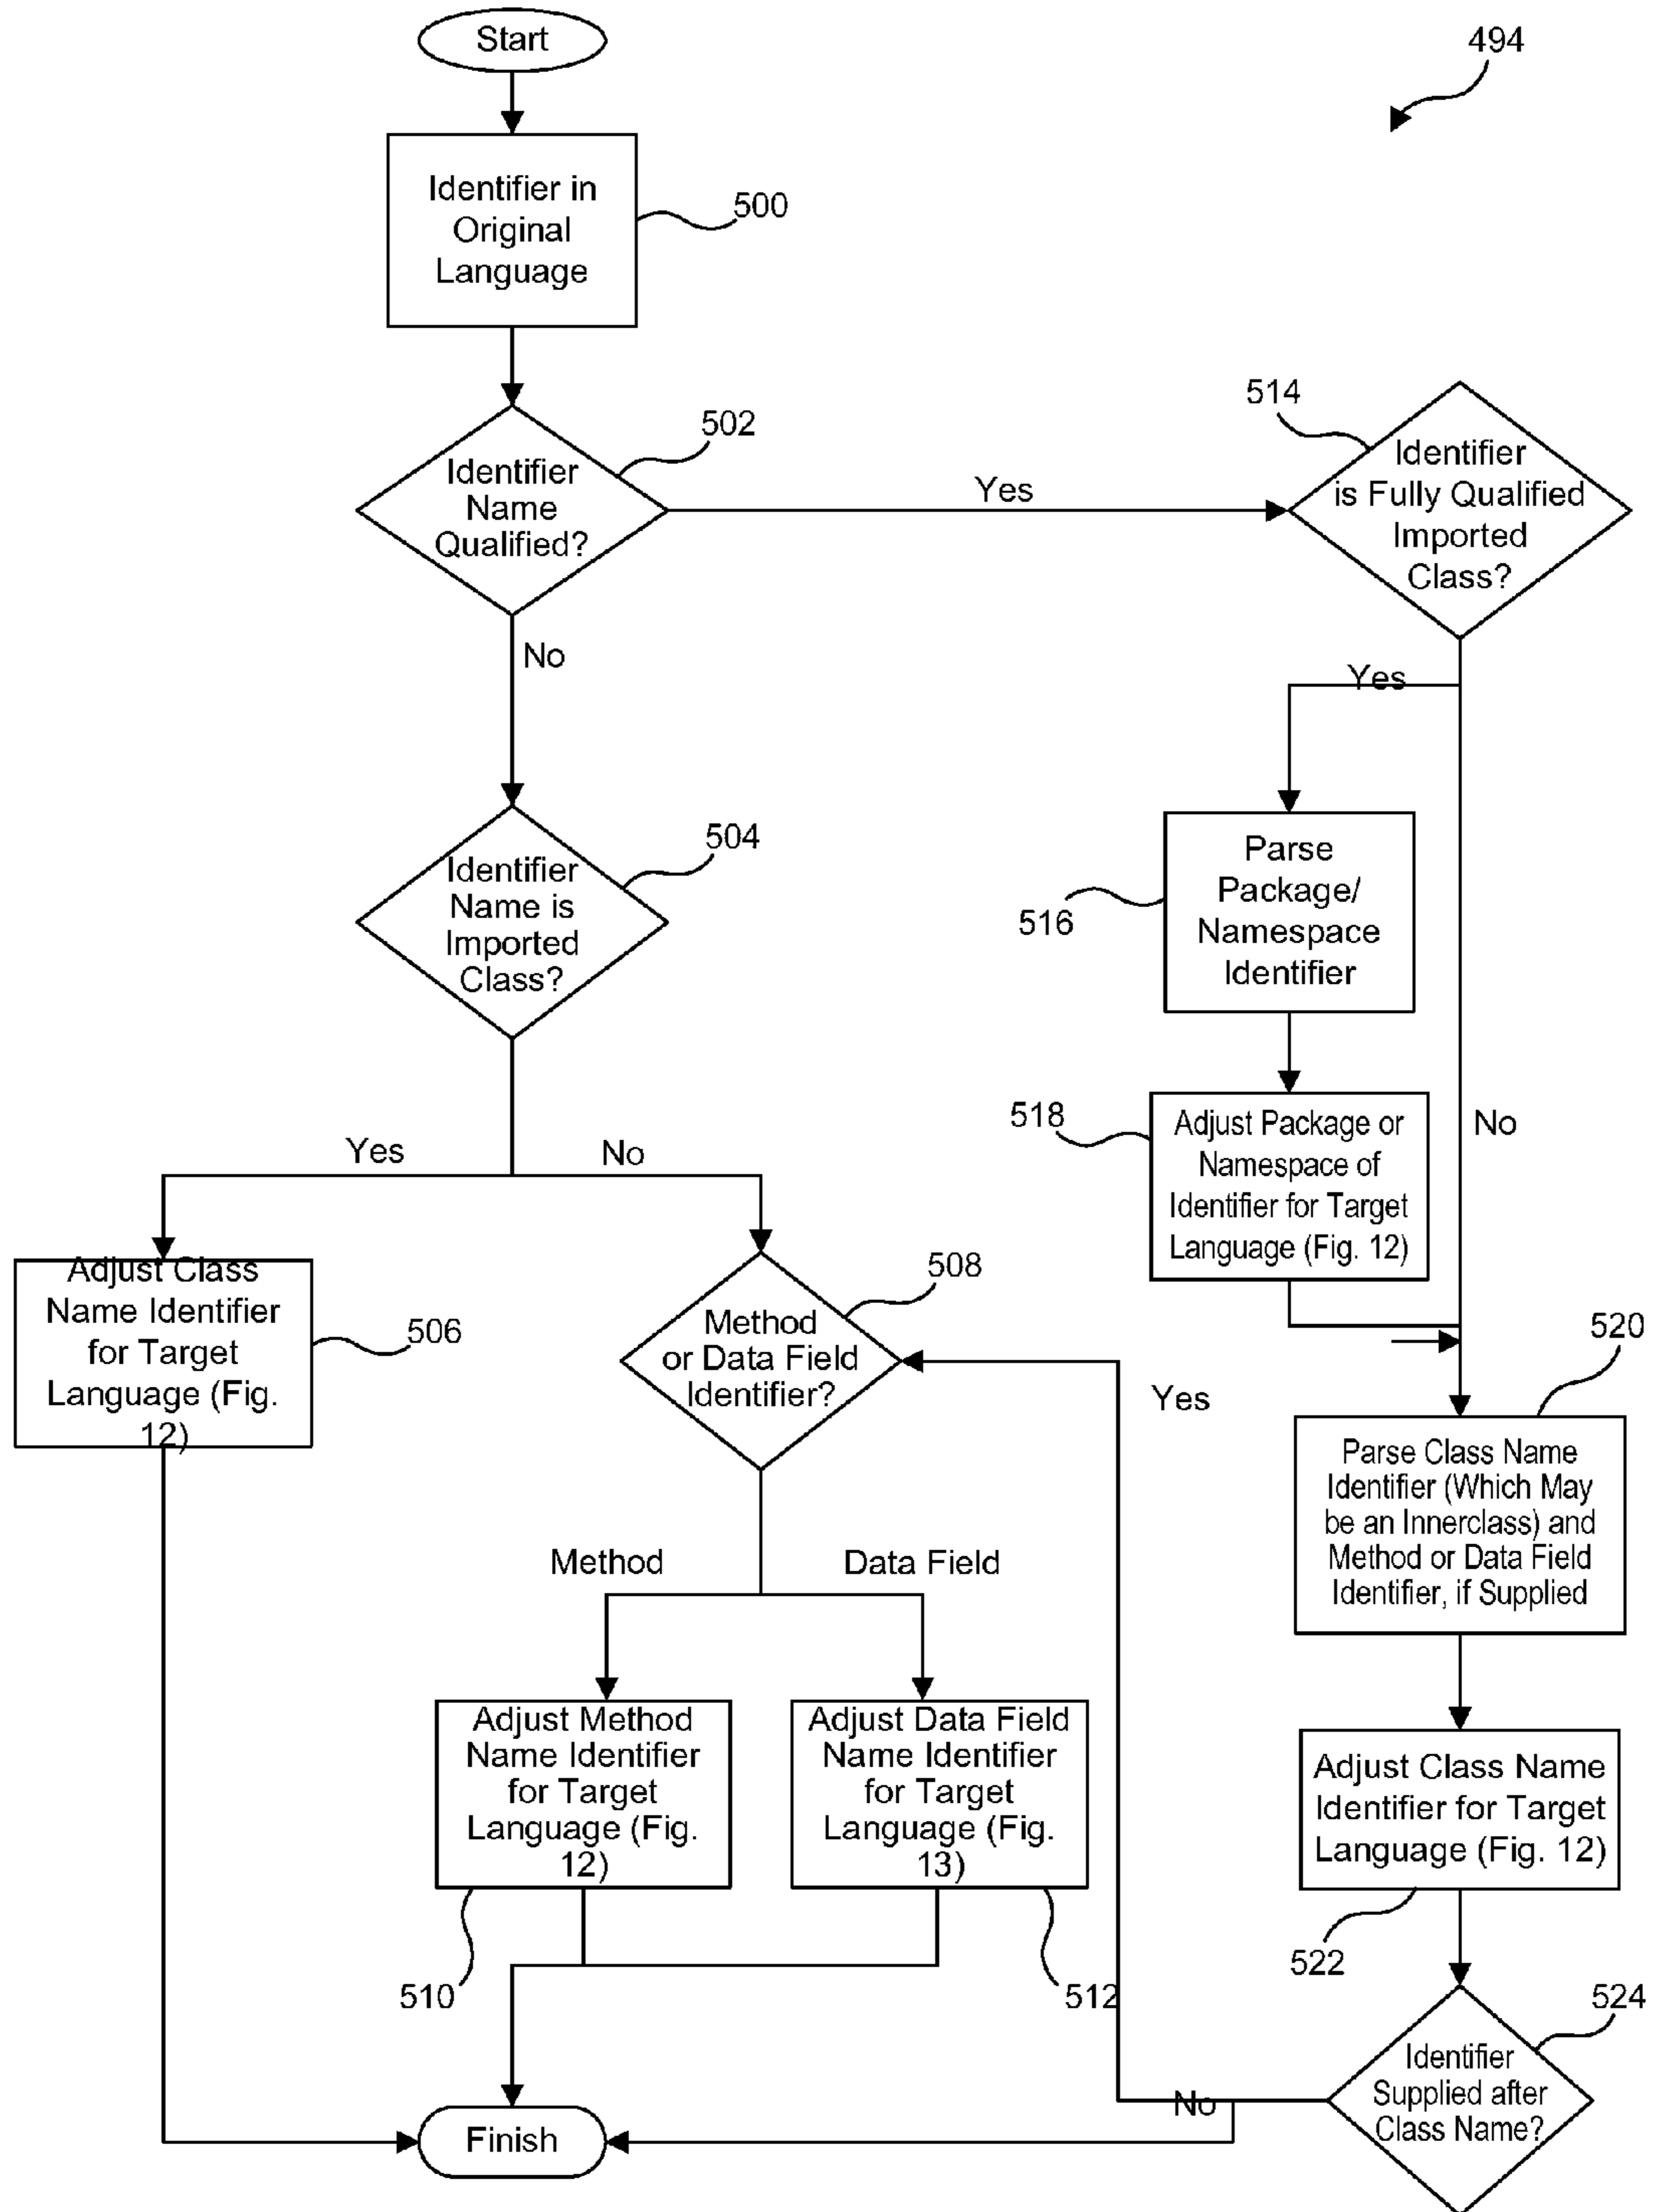 Start
494
Identifier in
Original
Language
500
502
Identifier
Name
Qualified?
Yes
514
Identifier
is Fully Qualified
Imported
Class?
No
Yes
504
Identifier
Name is
Imported
Class?
Parse
Package/
Namespace
Identifier
516
518
Adjust Package or
Namespace of
Identifier for Target
Language (Fig. 12)
No
Yes
No
Adjust Class
Name Identifier
for Target
Language (Fig.
12)
506
508
Method
or Data Field
Identifier?
Yes
520
Parse Class Name
Identifier (Which May
be an Innerclass) and
Method or Data Field
Identifier, if Supplied
Method
Data Field
Adjust Method
Name Identifier
for Target
Language (Fig.
12)
Adjust Data Field
Name Identifier
for Target
Language (Fig.
13)
Adjust Class Name
Identifier for Target
Language (Fig. 12)
522
510
512
524
Identifier
Supplied after
Class Name?
No
Finish